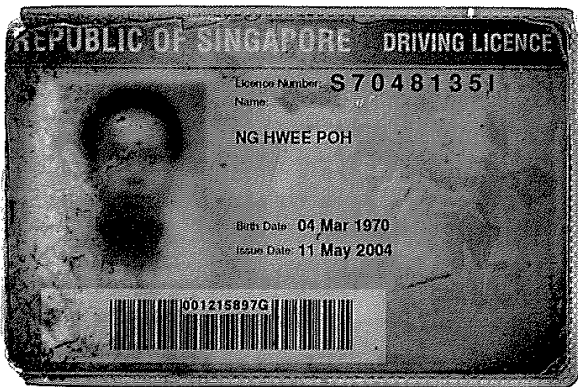 REPUBLIC OF SINGAPORE DRIVING LICENCE
Licence Number: S7048135I
Name:
NG HWEE POH
Birth Date: 04 Mar 1970
Issue Date: 11 May 2004
001215897G